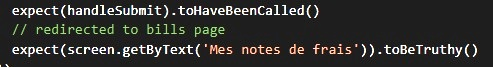 expect(handleSubmit).toHaveBeenCalled()
// redirected to bills page
expect(screen.getByText('Mes notes de frais')).toBeTruthy()